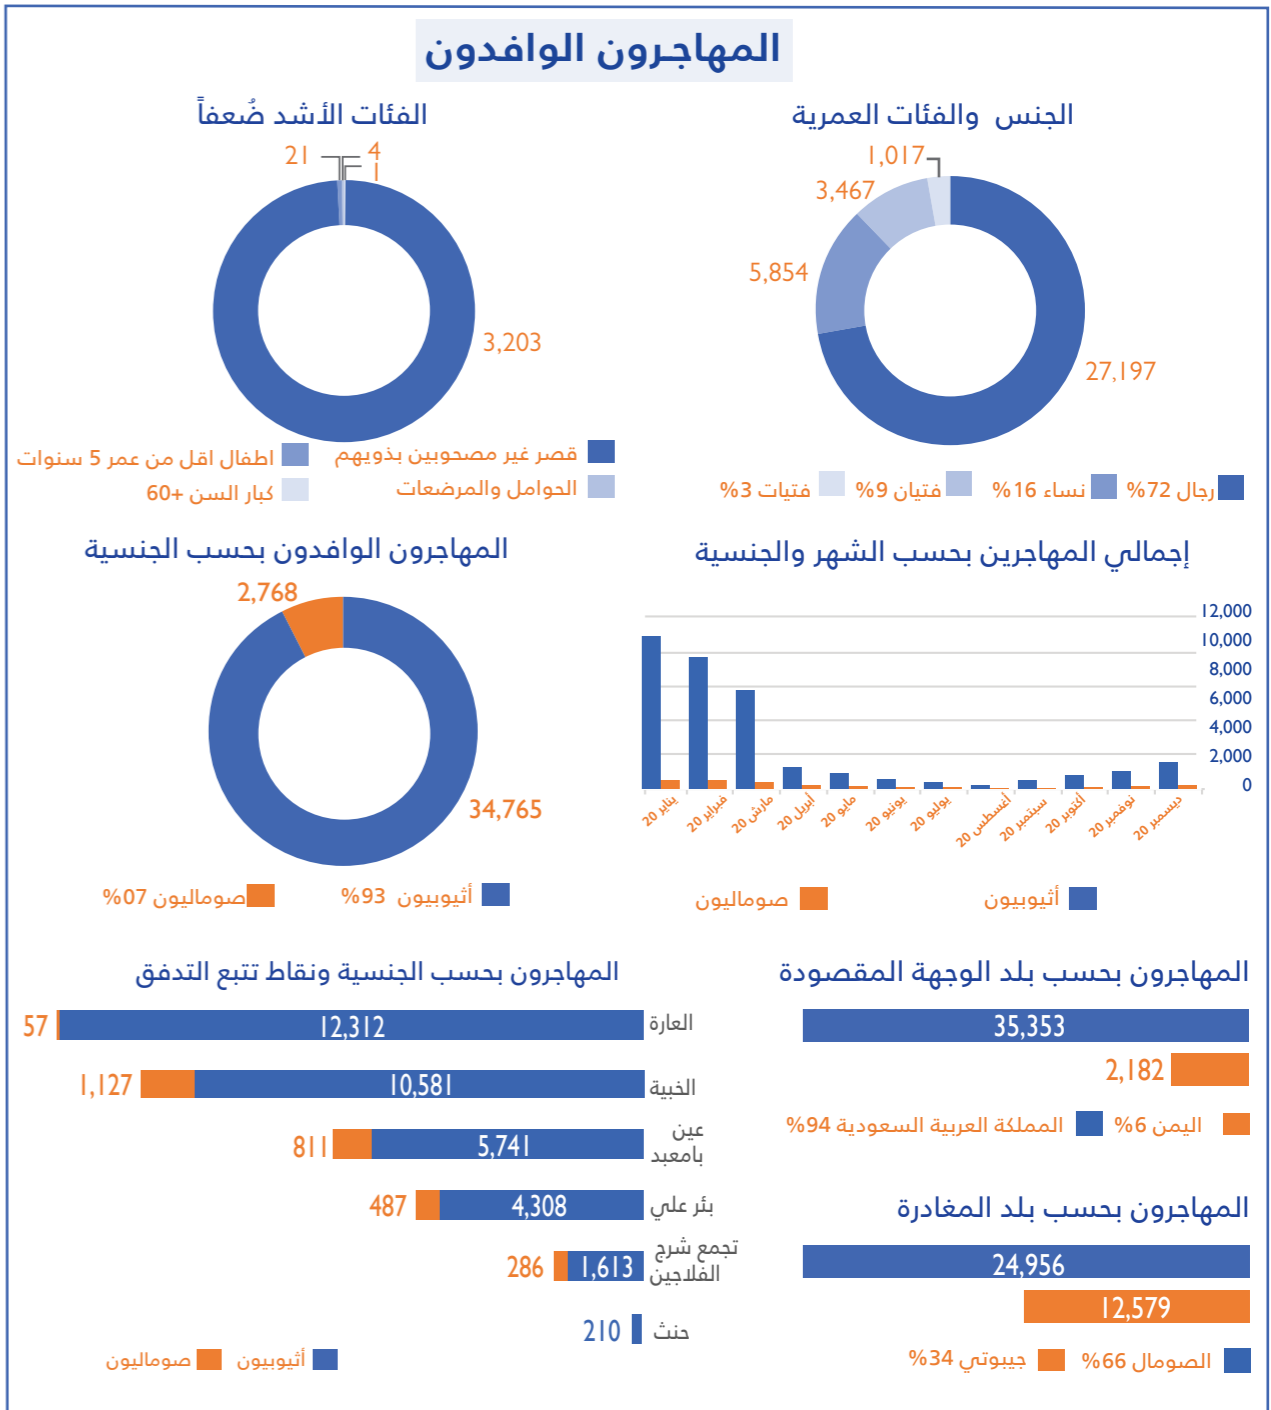 المهاجرون الوافدون
الجنس والفئات العمرية
1,017
3,467
5,854
27,197
رجال 72%
نساء 16%
فتيان 9%
فتيات 3%
الفئات الأشد ضُعفاً
21
4
1
3,203
قصر غير مصحوبين بذويهم
اطفال اقل من عمر 5 سنوات
الحوامل والمرضعات
كبار السن +60
إجمالي المهاجرين بحسب الشهر والجنسية
12,000
10,000
8,000
6,000
4,000
2,000
0
يناير 20
فبراير 20
مارش 20
أبريل 20
مايو 20
يونيو 20
يوليو 20
أغسطس 20
سبتمبر 20
أكتوبر 20
نوفمبر 20
ديسمبر 20
أثيوبيون
صوماليون
المهاجرون الوافدون بحسب الجنسية
2,768
34,765
أثيوبيون 93%
صوماليون 07%
المهاجرون بحسب بلد الوجهة المقصودة
35,353
2,182
اليمن 6%
المملكة العربية السعودية 94%
المهاجرون بحسب بلد المغادرة
24,956
12,579
الصومال 66%
جيبوتي 34%
المهاجرون بحسب الجنسية ونقاط تتبع التدفق
العارة
12,312
57
الخبية
10,581
1,127
عين
بامعبد
5,741
811
بئر علي
4,308
487
تجمع شرج
الفلاجين
1,613
286
حنث
210
أثيوبيون
صوماليون